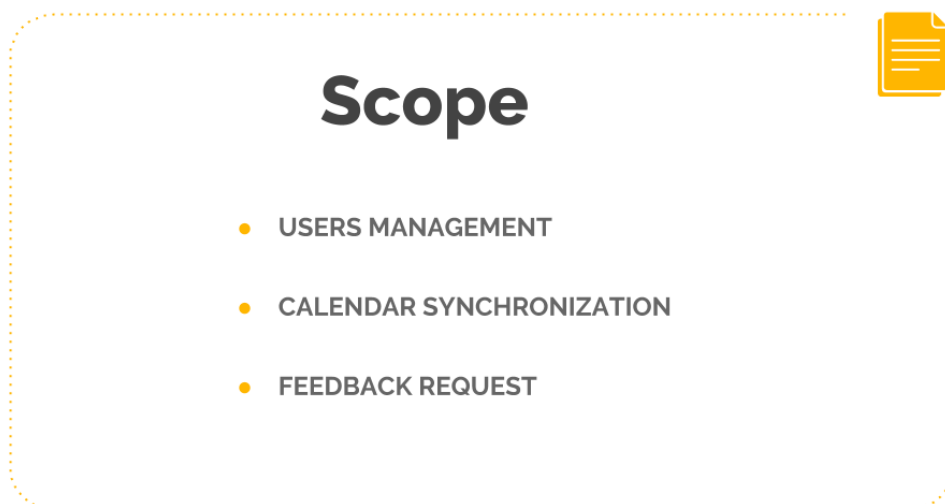 Scope
● USERS MANAGEMENT
● CALENDAR SYNCHRONIZATION
● FEEDBACK REQUEST